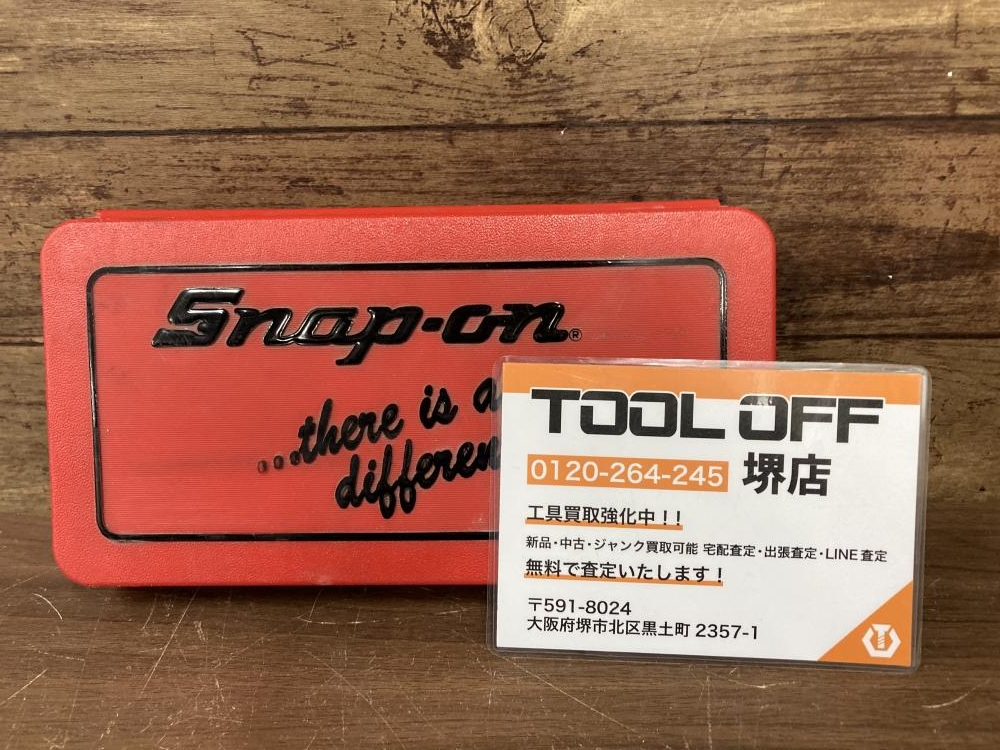 Snap-on®
...there is a
differen
TOOL OFF
0120-264-245 堺店
工具買取強化中！！
新品・中古・ジャンク買取可能 宅配査定・出張査定・LINE査定
無料で査定いたします！
〒591-8024
大阪府堺市北区黒土町 2357-1